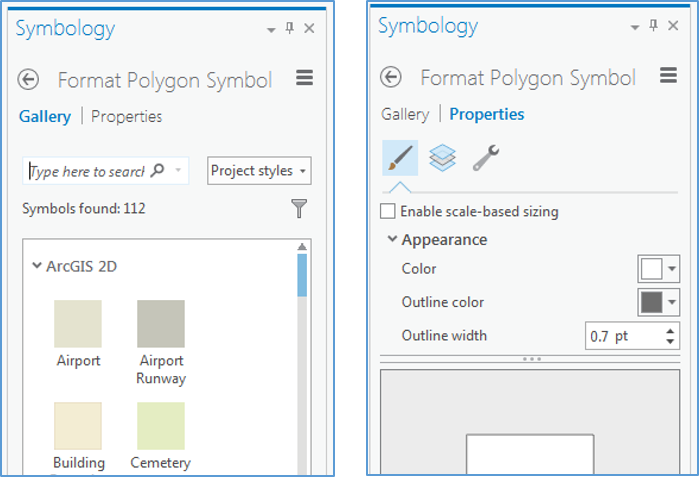 Symbology
Format Polygon Symbol
Gallery | Properties
Type here to search
Project styles
Symbols found: 112
ArcGIS 2D
Airport
Airport
Runway
Building
Cemetery
Symbology
Format Polygon Symbol
Gallery | Properties
Enable scale-based sizing
Appearance
Color
Outline color
Outline width
0.7 pt